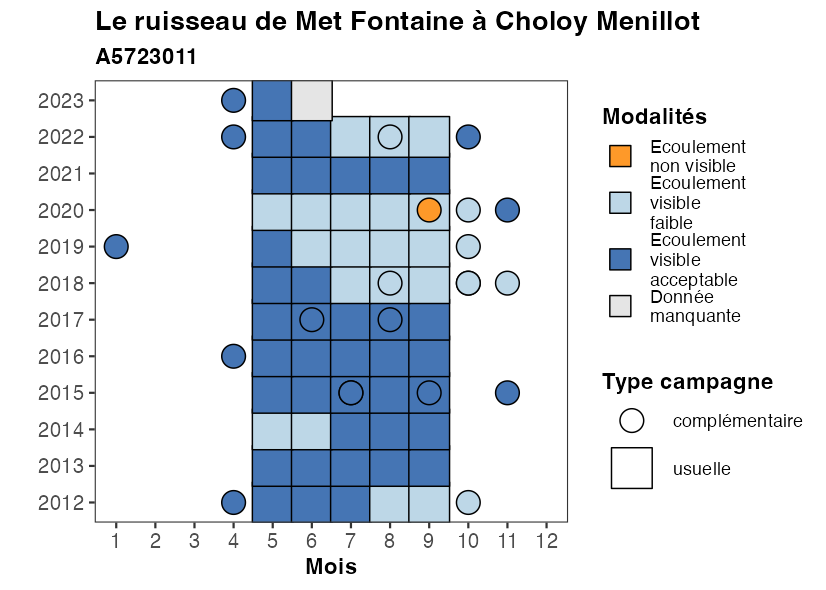 Le ruisseau de Met Fontaine à Choloy Menillot
A5723011
2023
2022
2021
2020
2019
2018
2017
2016
2015
2014
2013
2012
1 2 3 4 5 6 7 8 9 10 11 12
Mois
Modalités
Ecoulement
non visible
Ecoulement
visible
faible
Ecoulement
visible
acceptable
Donnée
manquante
Type campagne
complémentaire
usuelle